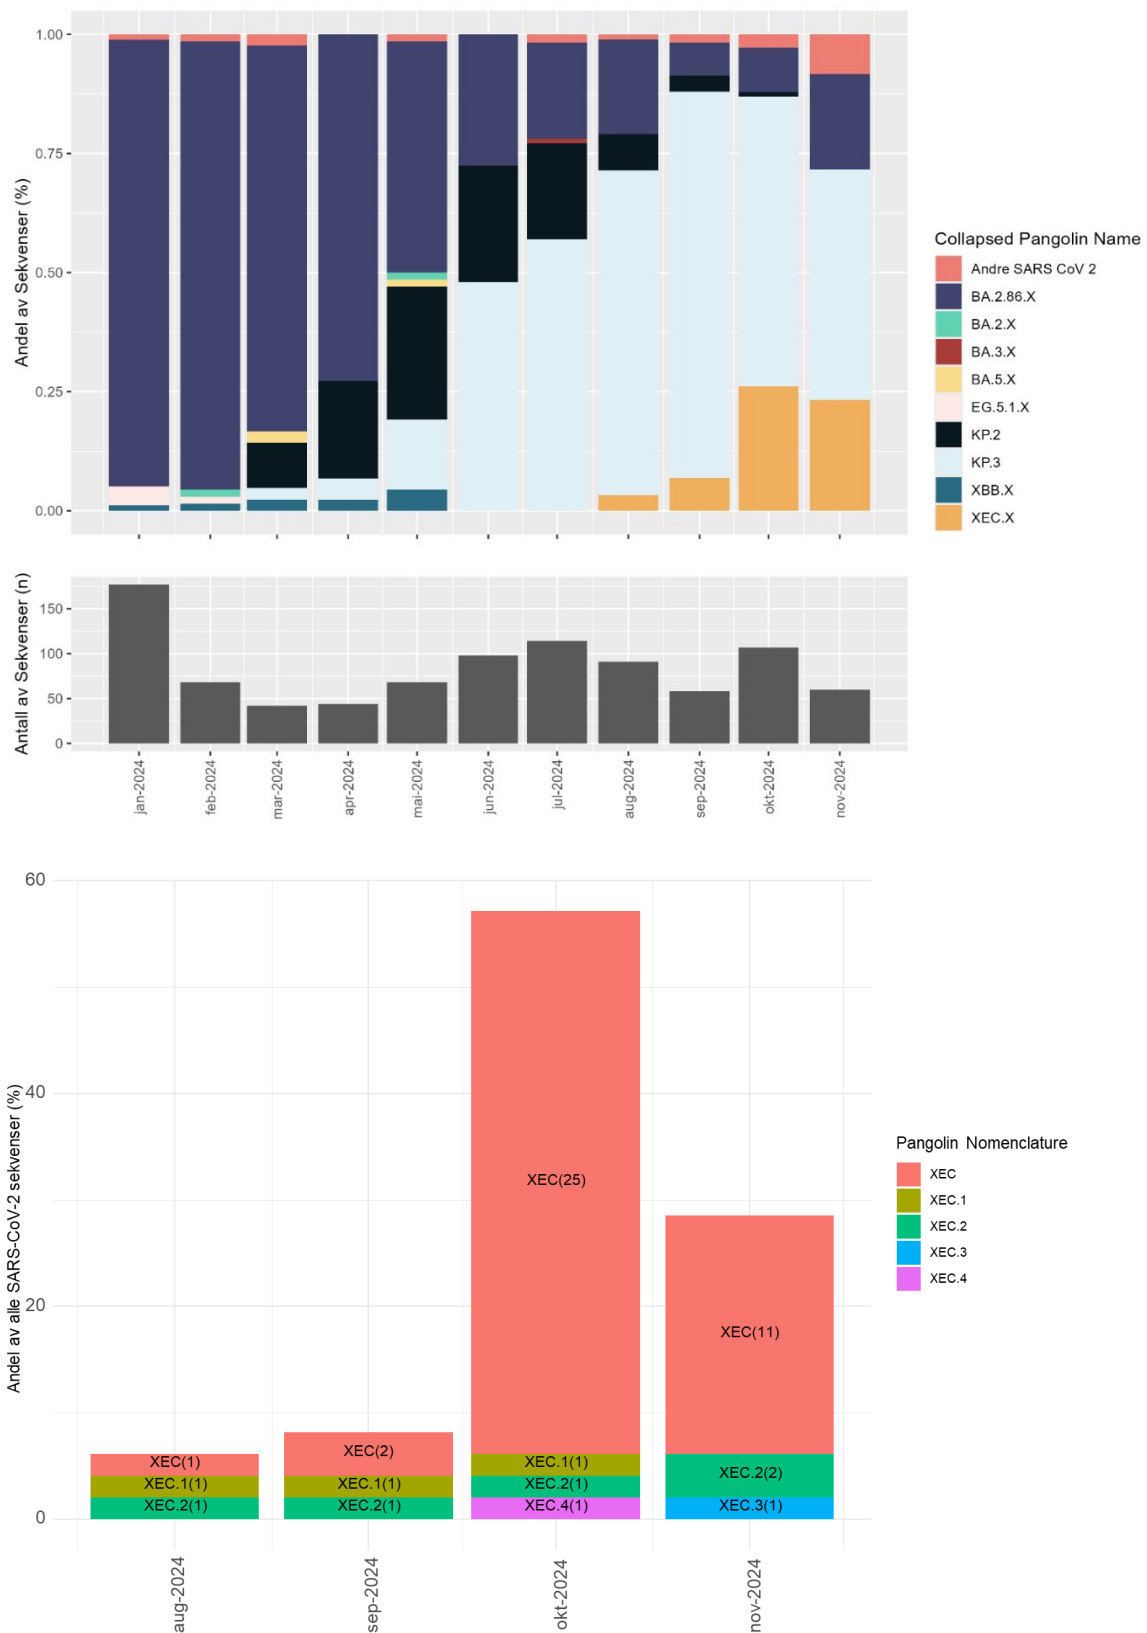 Andel av Sekvenser (%)
1.00
0.75
0.50
0.25
0.00
Collapsed Pangolin Name
Andre SARS CoV 2
BA.2.86.X
BA.2.X
BA.3.X
BA.5.X
EG.5.1.X
KP.2
KP.3
XBB.X
XEC.X
Antall av Sekvenser (n)
150
100
50
0
jan-2024
feb-2024
mar-2024
apr-2024
mai-2024
jun-2024
jul-2024
aug-2024
sep-2024
okt-2024
nov-2024
Andel av alle SARS-CoV-2 sekvenser (%)
60
40
20
0
XEC(1)
XEC.1(1)
XEC.2(1)
XEC(2)
XEC.1(1)
XEC.2(1)
XEC(25)
XEC.1(1)
XEC.2(1)
XEC.4(1)
XEC(11)
XEC.2(2)
XEC.3(1)
aug-2024
sep-2024
okt-2024
nov-2024
Pangolin Nomenclature
XEC
XEC.1
XEC.2
XEC.3
XEC.4